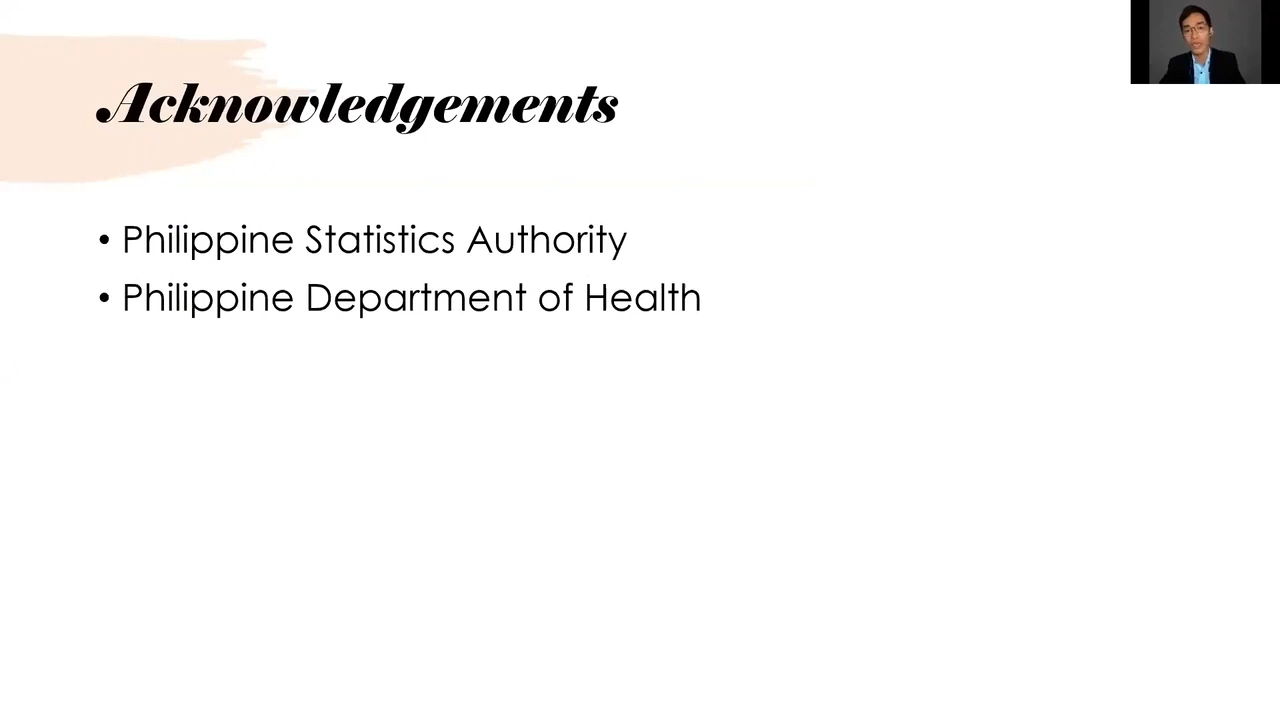 Acknowledgements
• Philippine Statistics Authority
• Philippine Department of Health